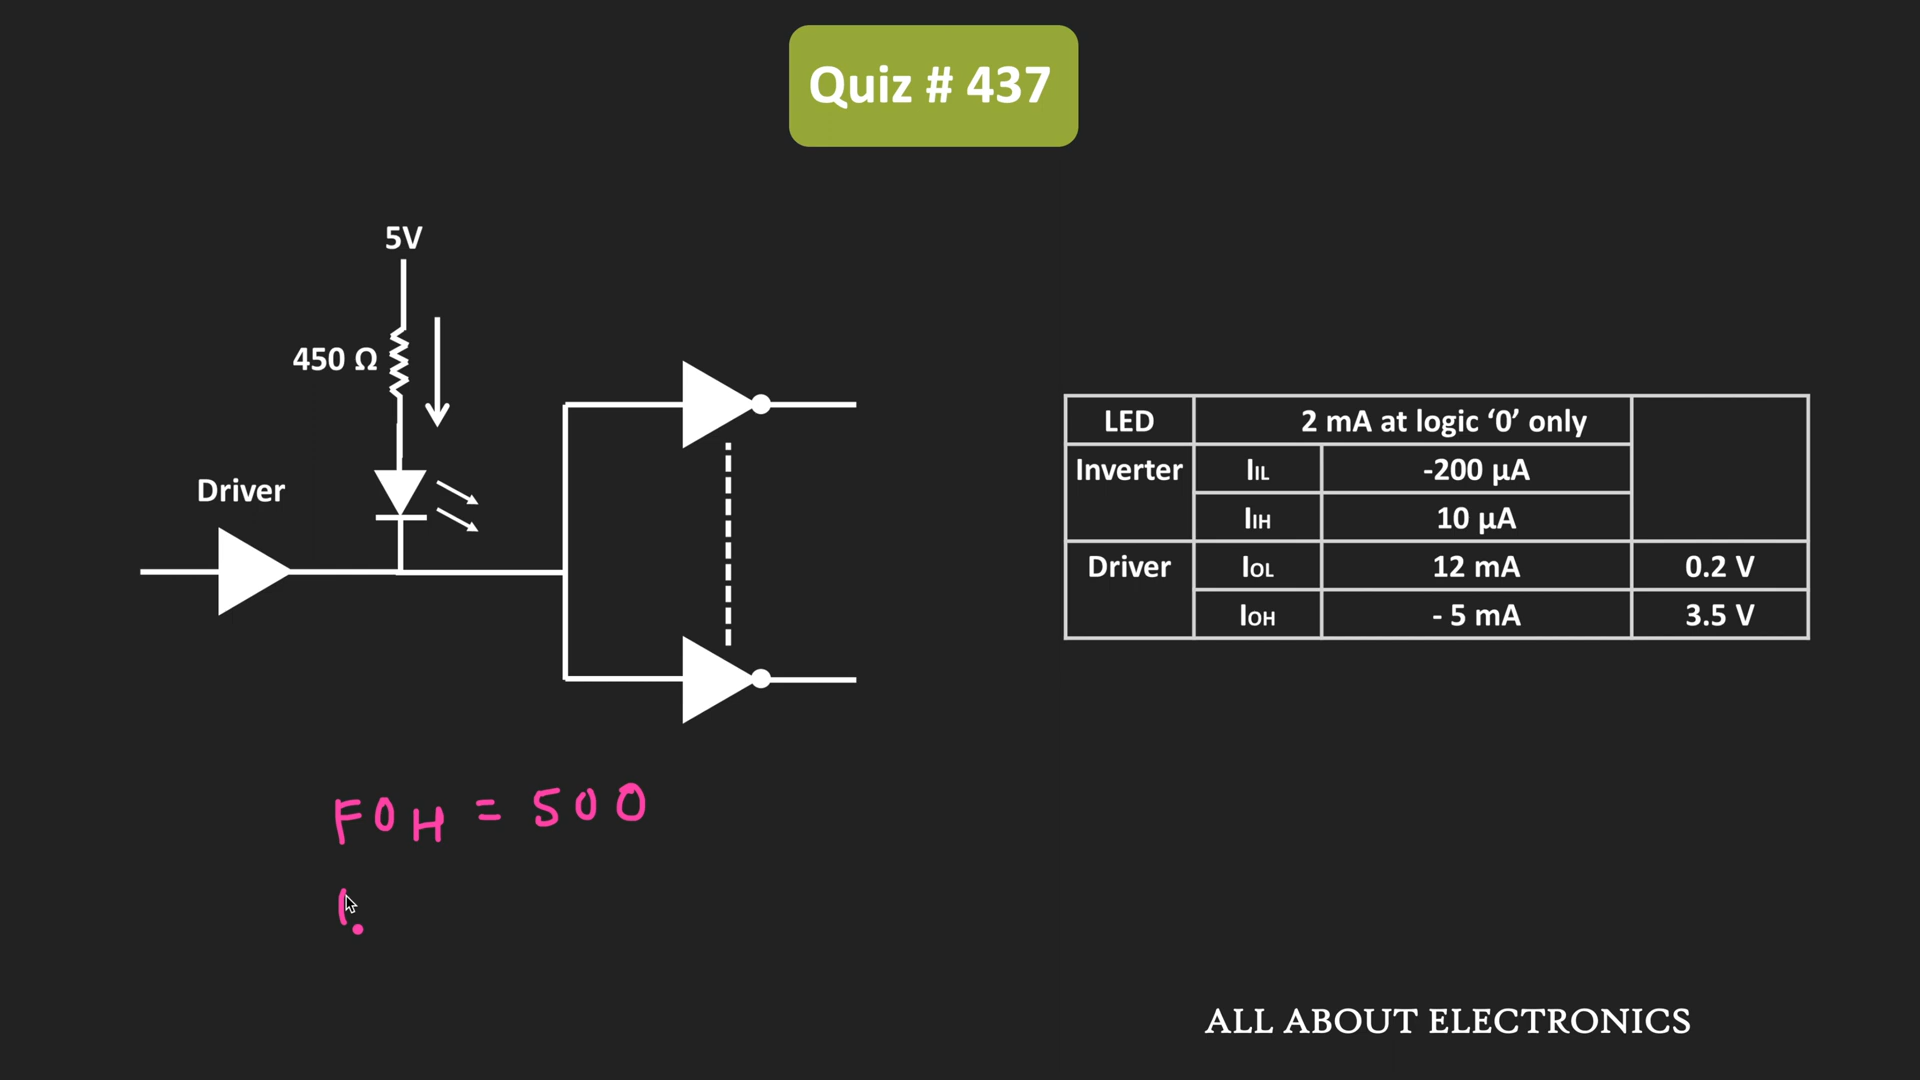 Quiz # 437
5V
450 Ω
Driver
LED 2 mA at logic ‘0’ only
Inverter IIL -200 µA
IIH 10 µA
Driver IOL 12 mA 0.2 V
IOH - 5 mA 3.5 V
FOH = 500
ALL ABOUT ELECTRONICS